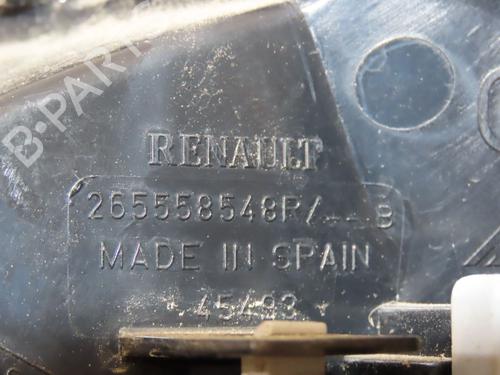 B-PARTS
RENAULT
265558548R/--B
MADE IN SPAIN
45493